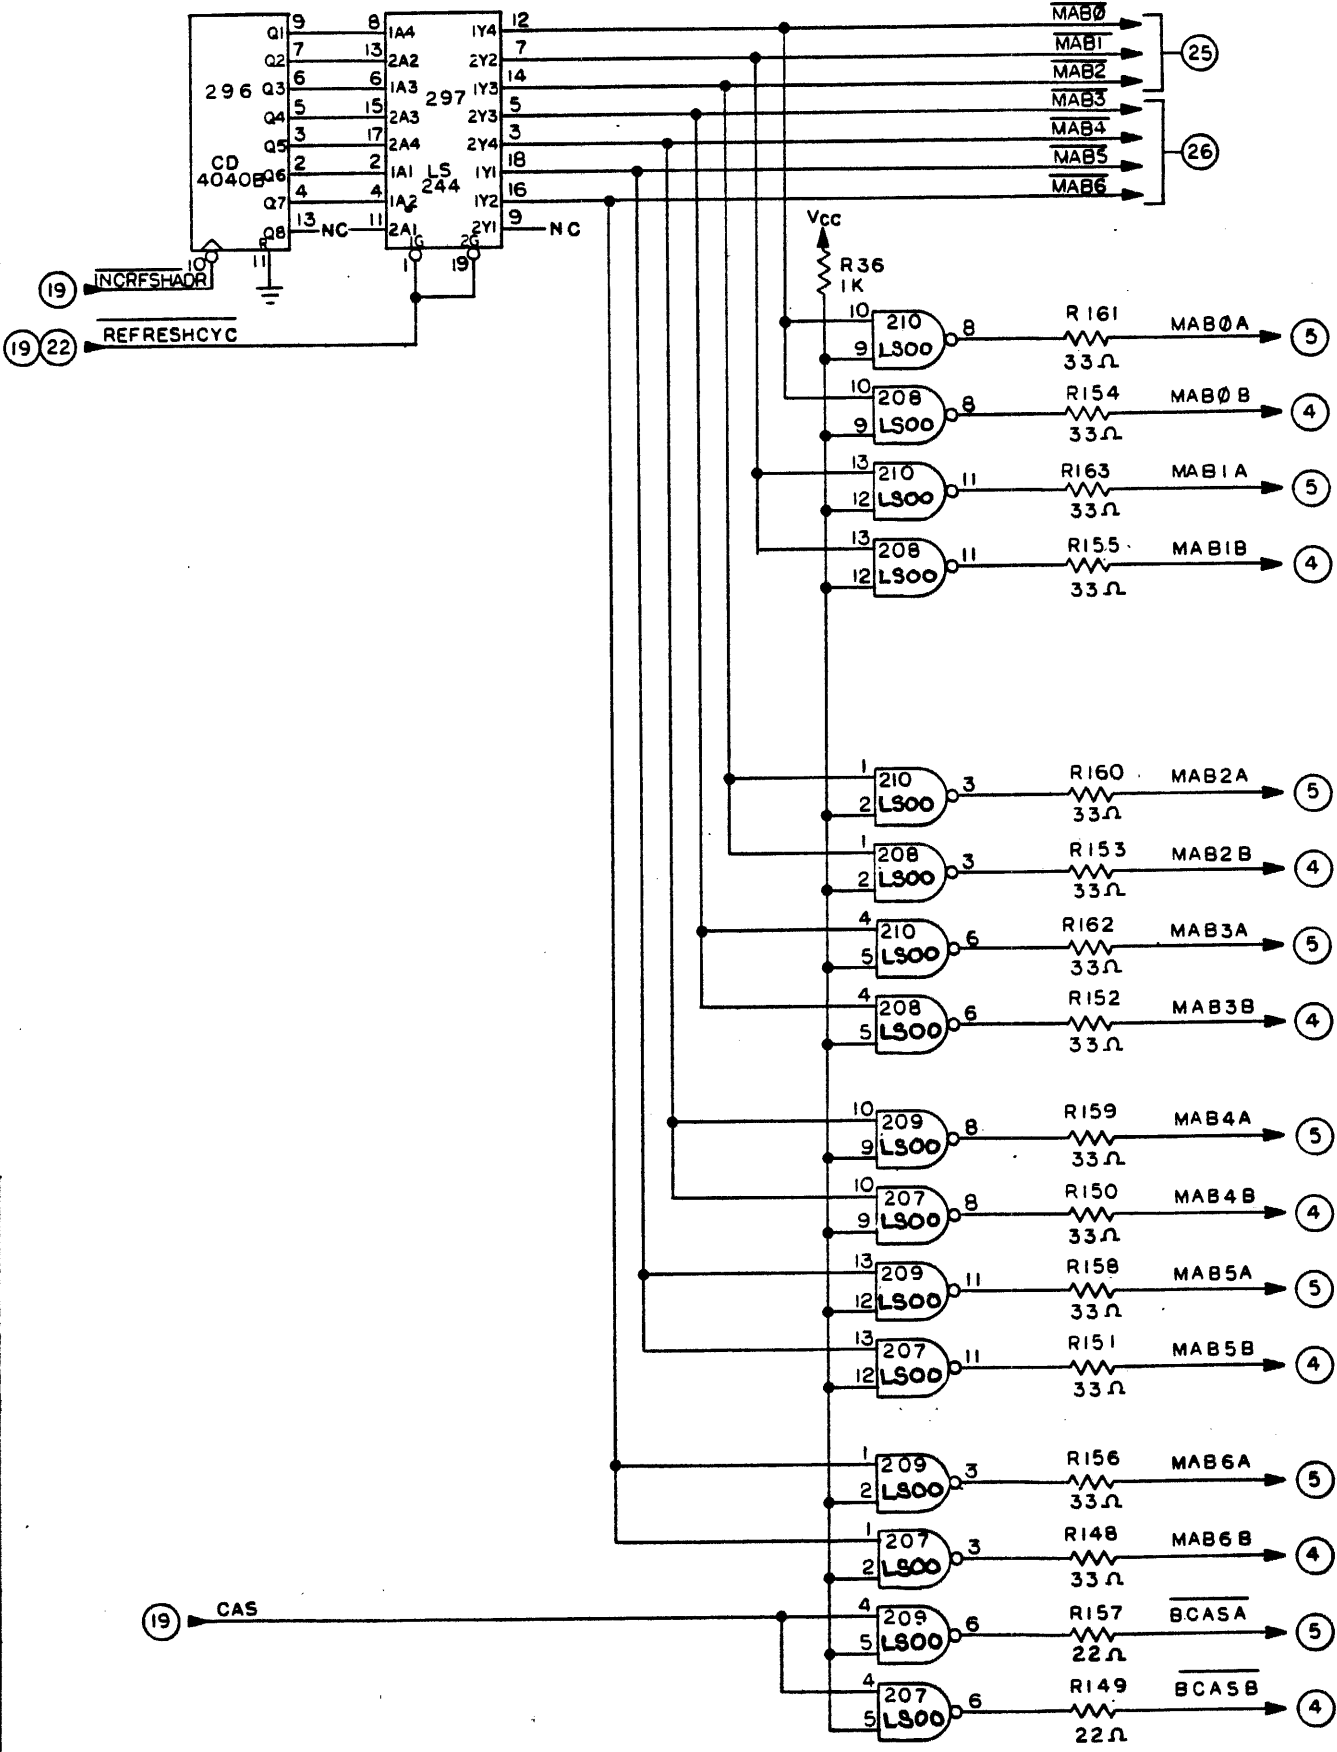 Q1 9 8 1A4 1Y4 12 MABØ
Q2 7 13 2A2 2Y2 7 MAB1
25
296 Q3 6 6 1A3 297 1Y3 14 MAB2
Q4 5 15 2A3 2Y3 5 MAB3
Q5 3 17 2A4 2Y4 3 MAB4
26
CD 4040B Q6 2 2 1A1 LS 244 1Y1 18 MAB5
Q7 4 4 1A2 1Y2 16 MAB6
Q8 13 NC 11 2A1 2Y1 9 NC
R 1G 2G
10 11 1 19
VCC
R36
1K
19 INCRFSHADR
19 22 REFRESHCYC
10 210 8 R161 MABØA 5
9 LS00 33Ω
10 208 8 R154 MABØB 4
9 LS00 33Ω
13 210 11 R163 MAB1A 5
12 LS00 33Ω
13 208 11 R155 MAB1B 4
12 LS00 33Ω
1 210 3 R160 MAB2A 5
2 LS00 33Ω
1 208 3 R153 MAB2B 4
2 LS00 33Ω
4 210 6 R162 MAB3A 5
5 LS00 33Ω
4 208 6 R152 MAB3B 4
5 LS00 33Ω
10 209 8 R159 MAB4A 5
9 LS00 33Ω
10 207 8 R150 MAB4B 4
9 LS00 33Ω
13 209 11 R158 MAB5A 5
12 LS00 33Ω
13 207 11 R151 MAB5B 4
12 LS00 33Ω
1 209 3 R156 MAB6A 5
2 LS00 33Ω
1 207 3 R148 MAB6B 4
2 LS00 33Ω
19 CAS
4 209 6 R157 BCASA 5
5 LS00 22Ω
4 207 6 R149 BCASB 4
5 LS00 22Ω